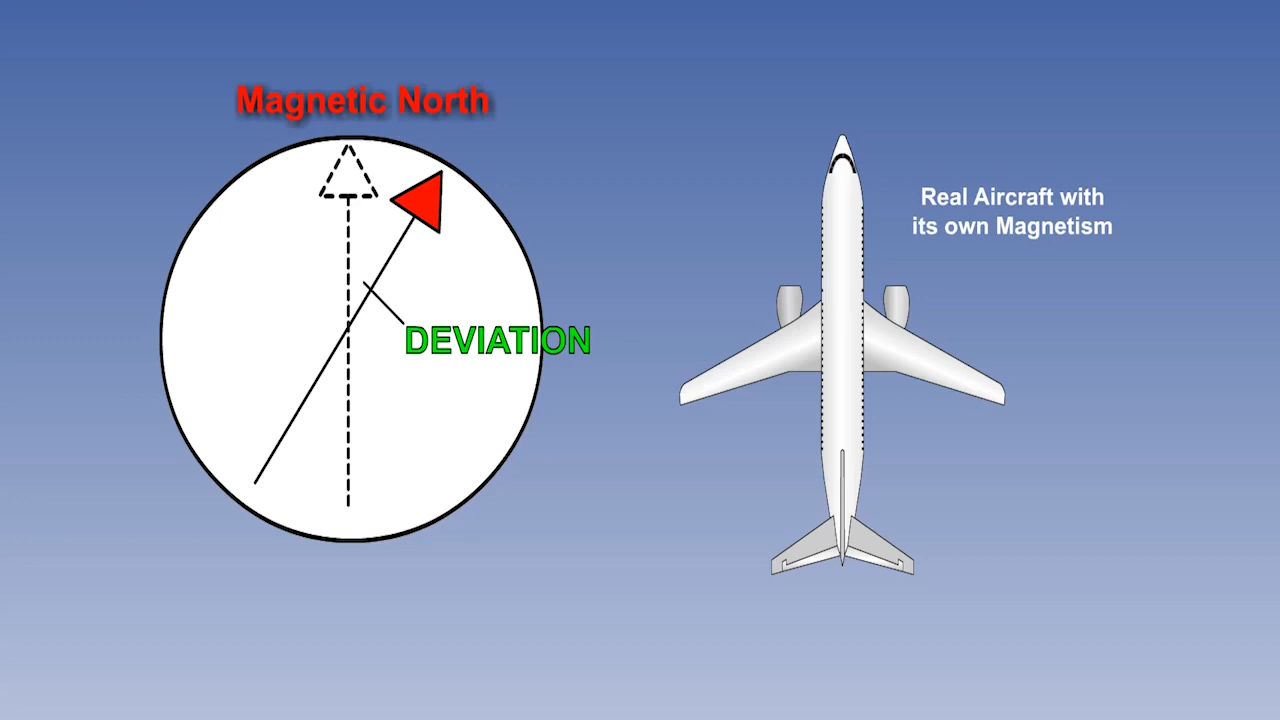 Magnetic North
Real Aircraft with
its own Magnetism
DEVIATION